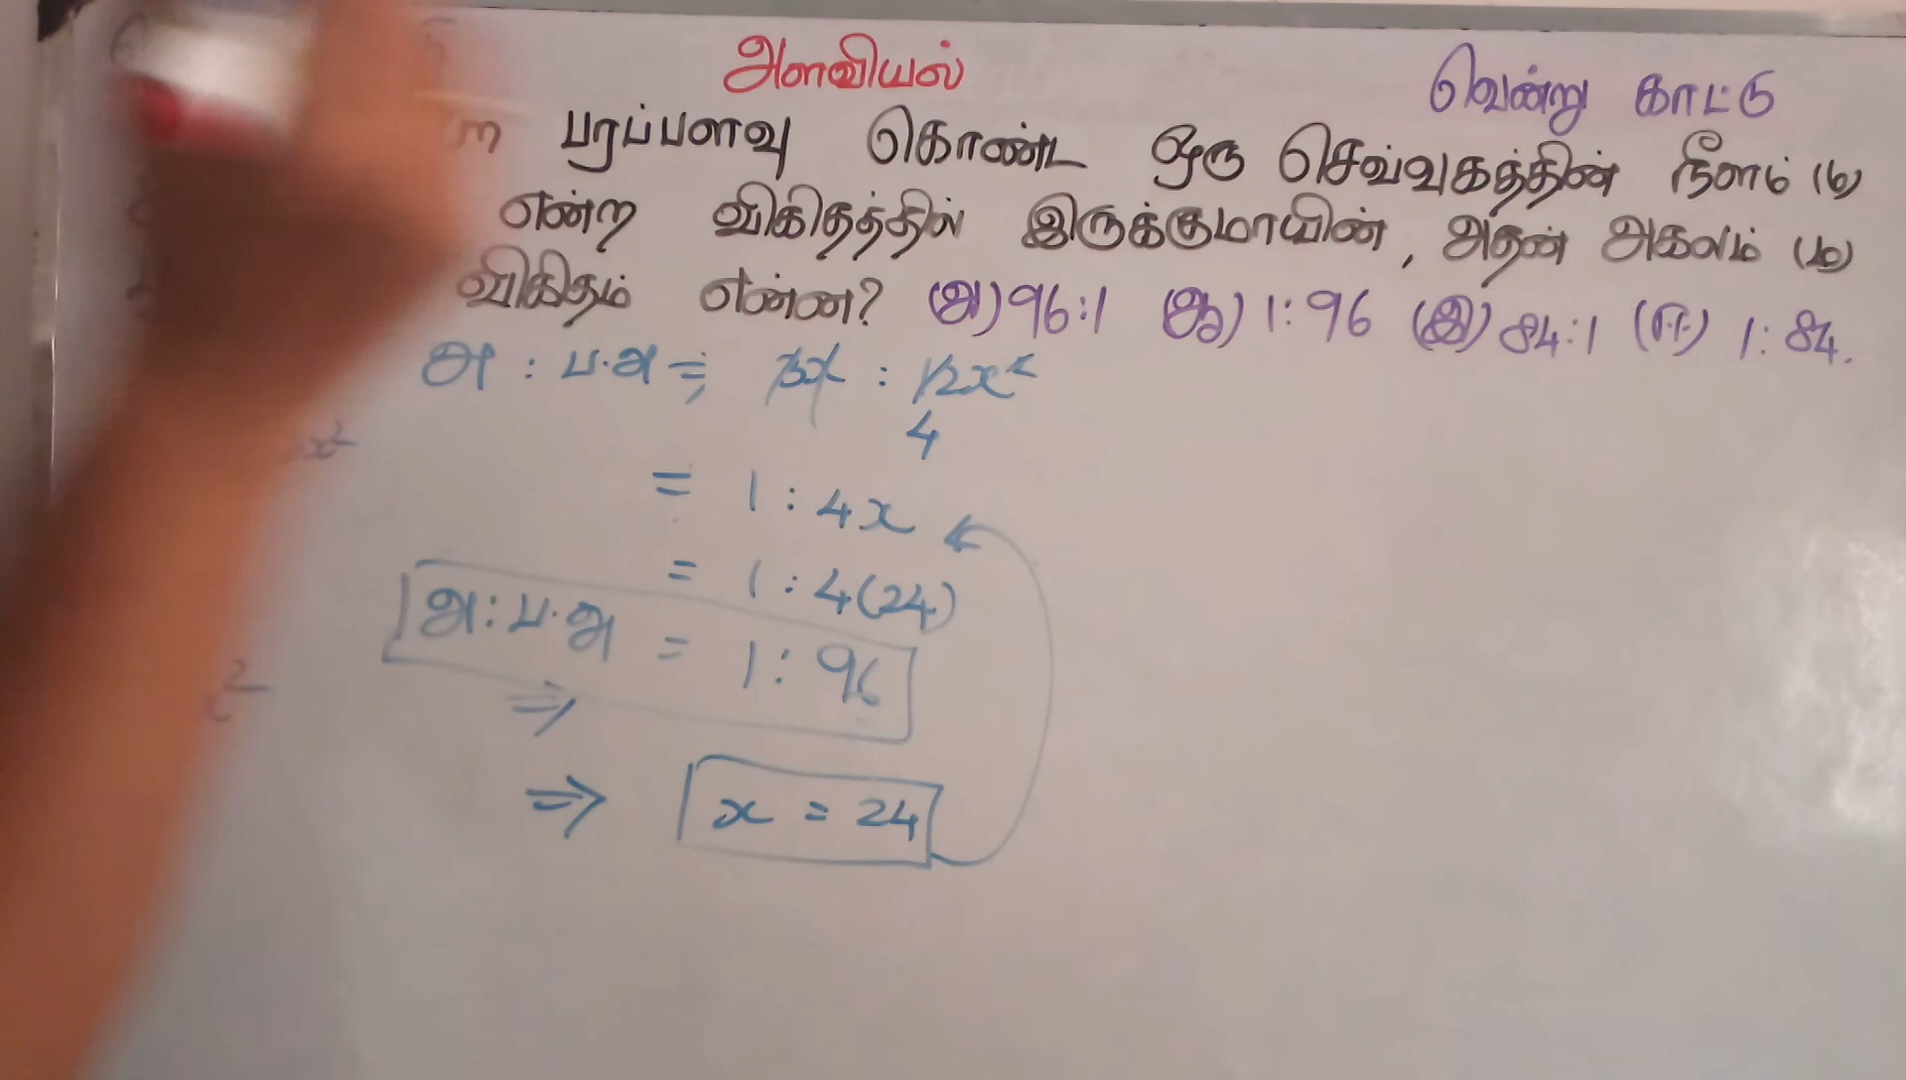 அளவியல்
வென்று காட்டு
பரப்பளவு கொண்ட ஒரு செவ்வகத்தின் நீளம் (ம)
என்ற விகிதத்தில் இருக்குமாயின், அதன் அகலம் (ம)
விகிதம் என்ன? (அ) 96:1 (ஆ) 1:96 (இ) 84:1 (ஈ) 1:84.
அ : ப.அ => 3x : 12x²
4
= 1 : 4x
= 1 : 4(24)
அ : ப.அ = 1 : 96
=>
=> x = 24